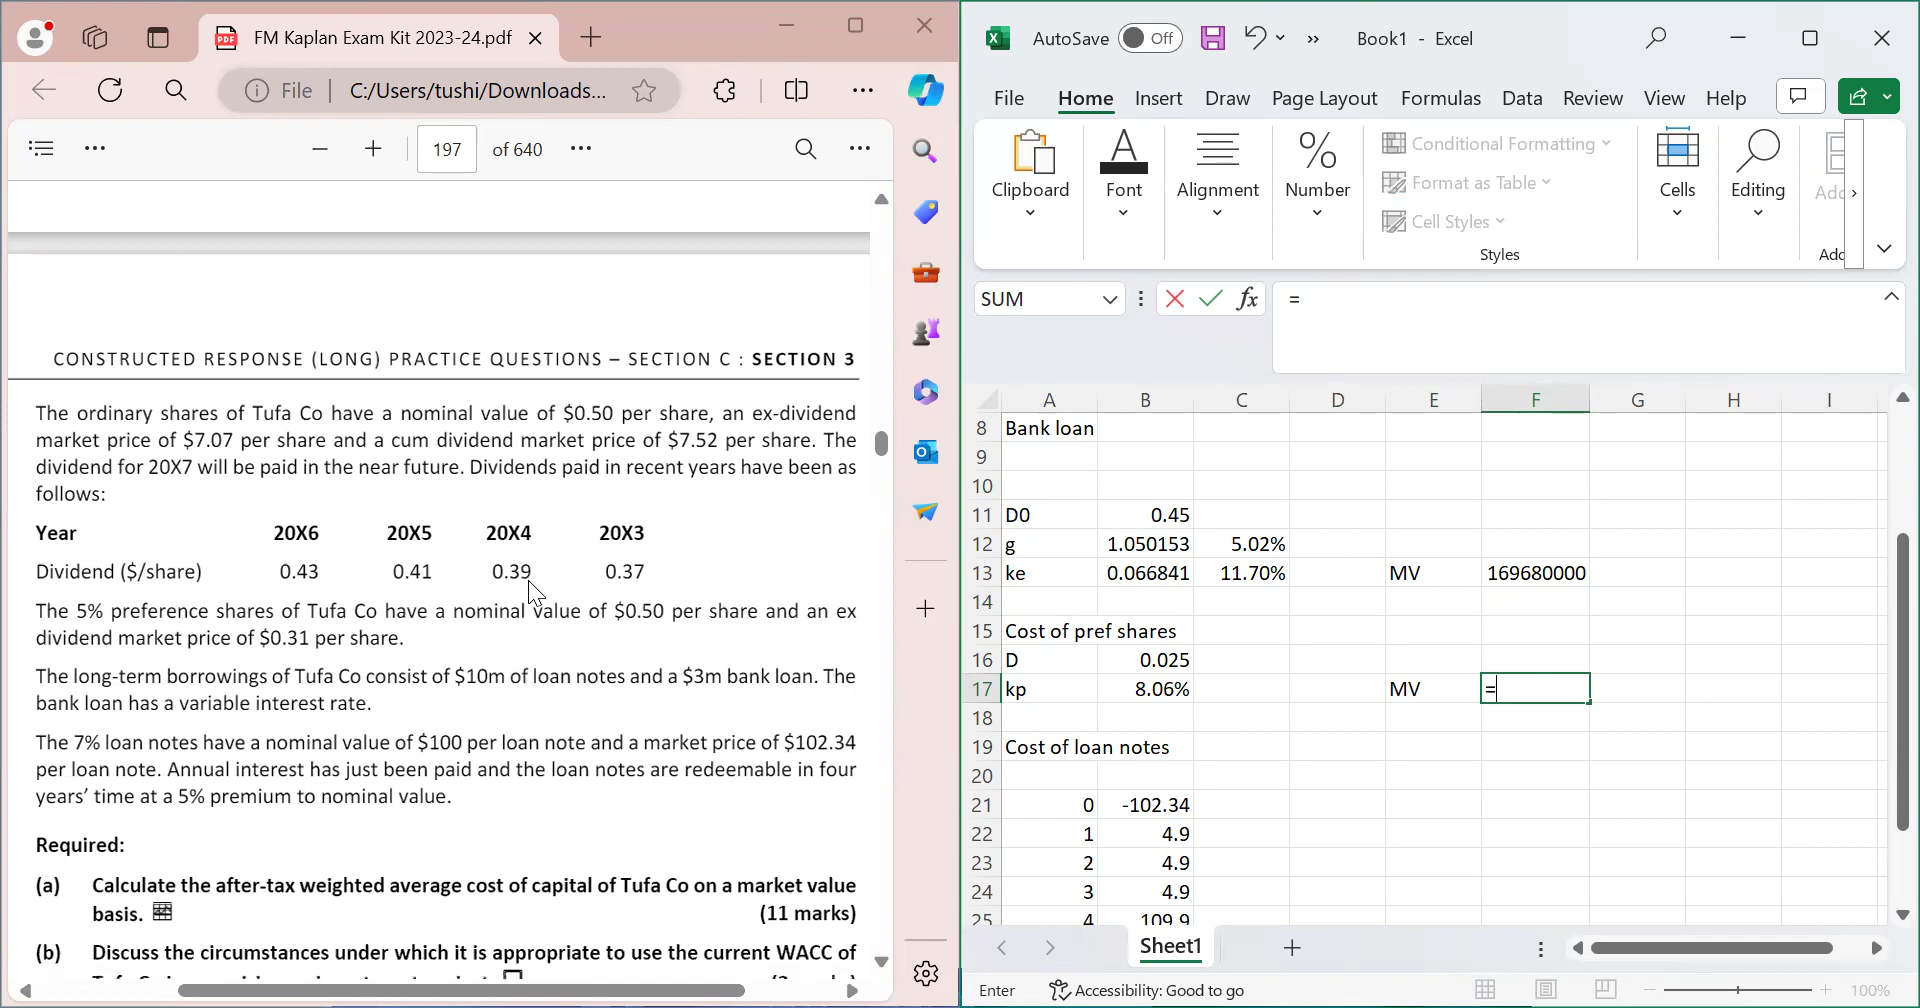 FM Kaplan Exam Kit 2023-24.pdf
File
C:/Users/tushi/Downloads...
197
of 640
CONSTRUCTED RESPONSE (LONG) PRACTICE QUESTIONS – SECTION C : SECTION 3
The ordinary shares of Tufa Co have a nominal value of $0.50 per share, an ex-dividend
market price of $7.07 per share and a cum dividend market price of $7.52 per share. The
dividend for 20X7 will be paid in the near future. Dividends paid in recent years have been as
follows:
Year 20X6 20X5 20X4 20X3
Dividend ($/share) 0.43 0.41 0.39 0.37
The 5% preference shares of Tufa Co have a nominal value of $0.50 per share and an ex
dividend market price of $0.31 per share.
The long-term borrowings of Tufa Co consist of $10m of loan notes and a $3m bank loan. The
bank loan has a variable interest rate.
The 7% loan notes have a nominal value of $100 per loan note and a market price of $102.34
per loan note. Annual interest has just been paid and the loan notes are redeemable in four
years’ time at a 5% premium to nominal value.
Required:
(a) Calculate the after-tax weighted average cost of capital of Tufa Co on a market value
basis. (11 marks)
(b) Discuss the circumstances under which it is appropriate to use the current WACC of
AutoSave Off Book1 - Excel
File Home Insert Draw Page Layout Formulas Data Review View Help
Clipboard Font Alignment Number
Conditional Formatting
Format as Table
Cell Styles
Styles
Cells
Editing
Add
SUM fx =
A B C D E F G H I
8 Bank loan
9
10
11 D0 0.45
12 g 1.050153 5.02%
13 ke 0.066841 11.70% MV 169680000
14
15 Cost of pref shares
16 D 0.025
17 kp 8.06% MV =
18
19 Cost of loan notes
20
21 0 -102.34
22 1 4.9
23 2 4.9
24 3 4.9
25 4 109.9
Sheet1
Enter Accessibility: Good to go 100%